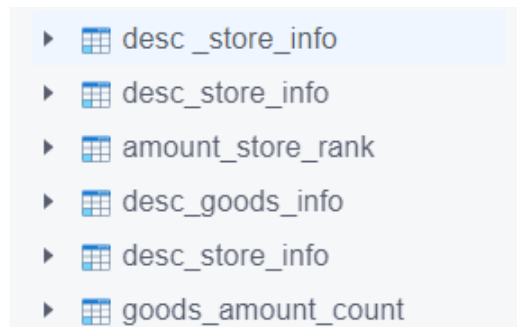 desc _store_info
desc_store_info
amount_store_rank
desc_goods_info
desc_store_info
goods_amount_count